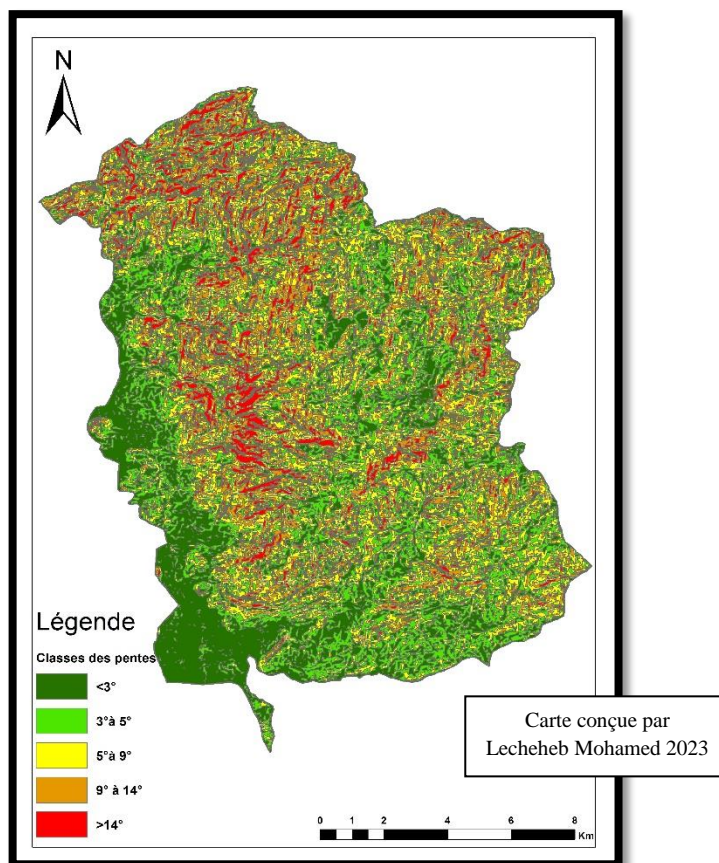 N
Légende
Classes des pentes
<3°
3°à 5°
5°à 9°
9° à 14°
>14°
Carte conçue par
Lecheheb Mohamed 2023
0 1 2 4 6 8
Km